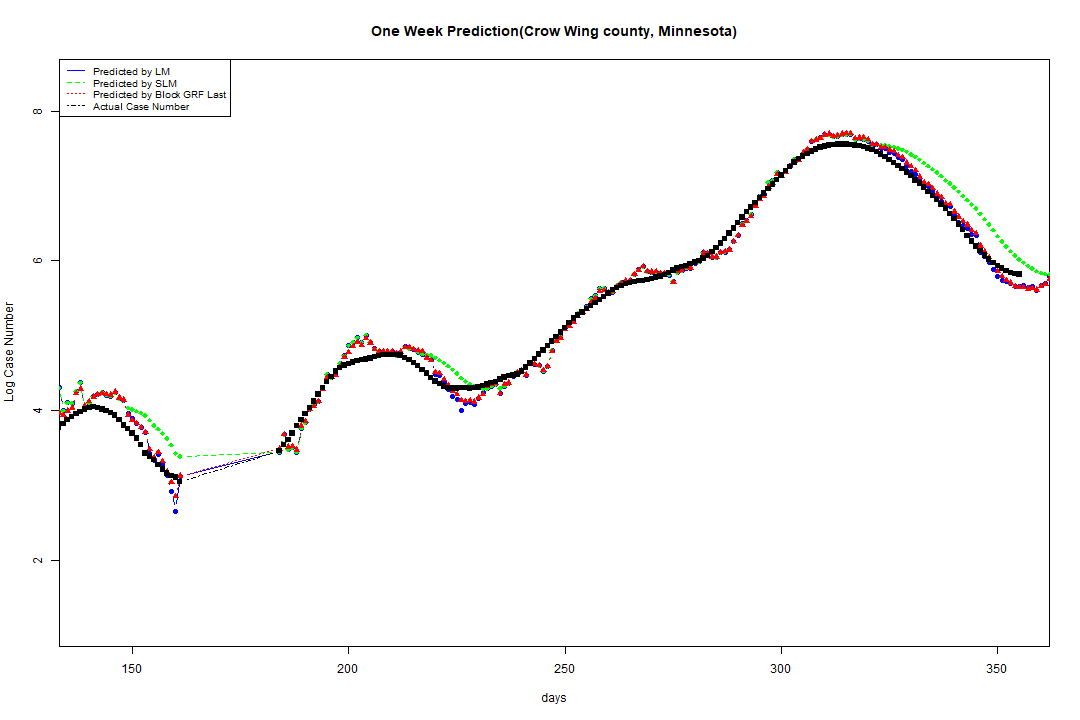 One Week Prediction(Crow Wing county, Minnesota)
Predicted by LM
Predicted by SLM
Predicted by Block GRF Last
Actual Case Number
8
6
4
2
Log Case Number
150 200 250 300 350
days